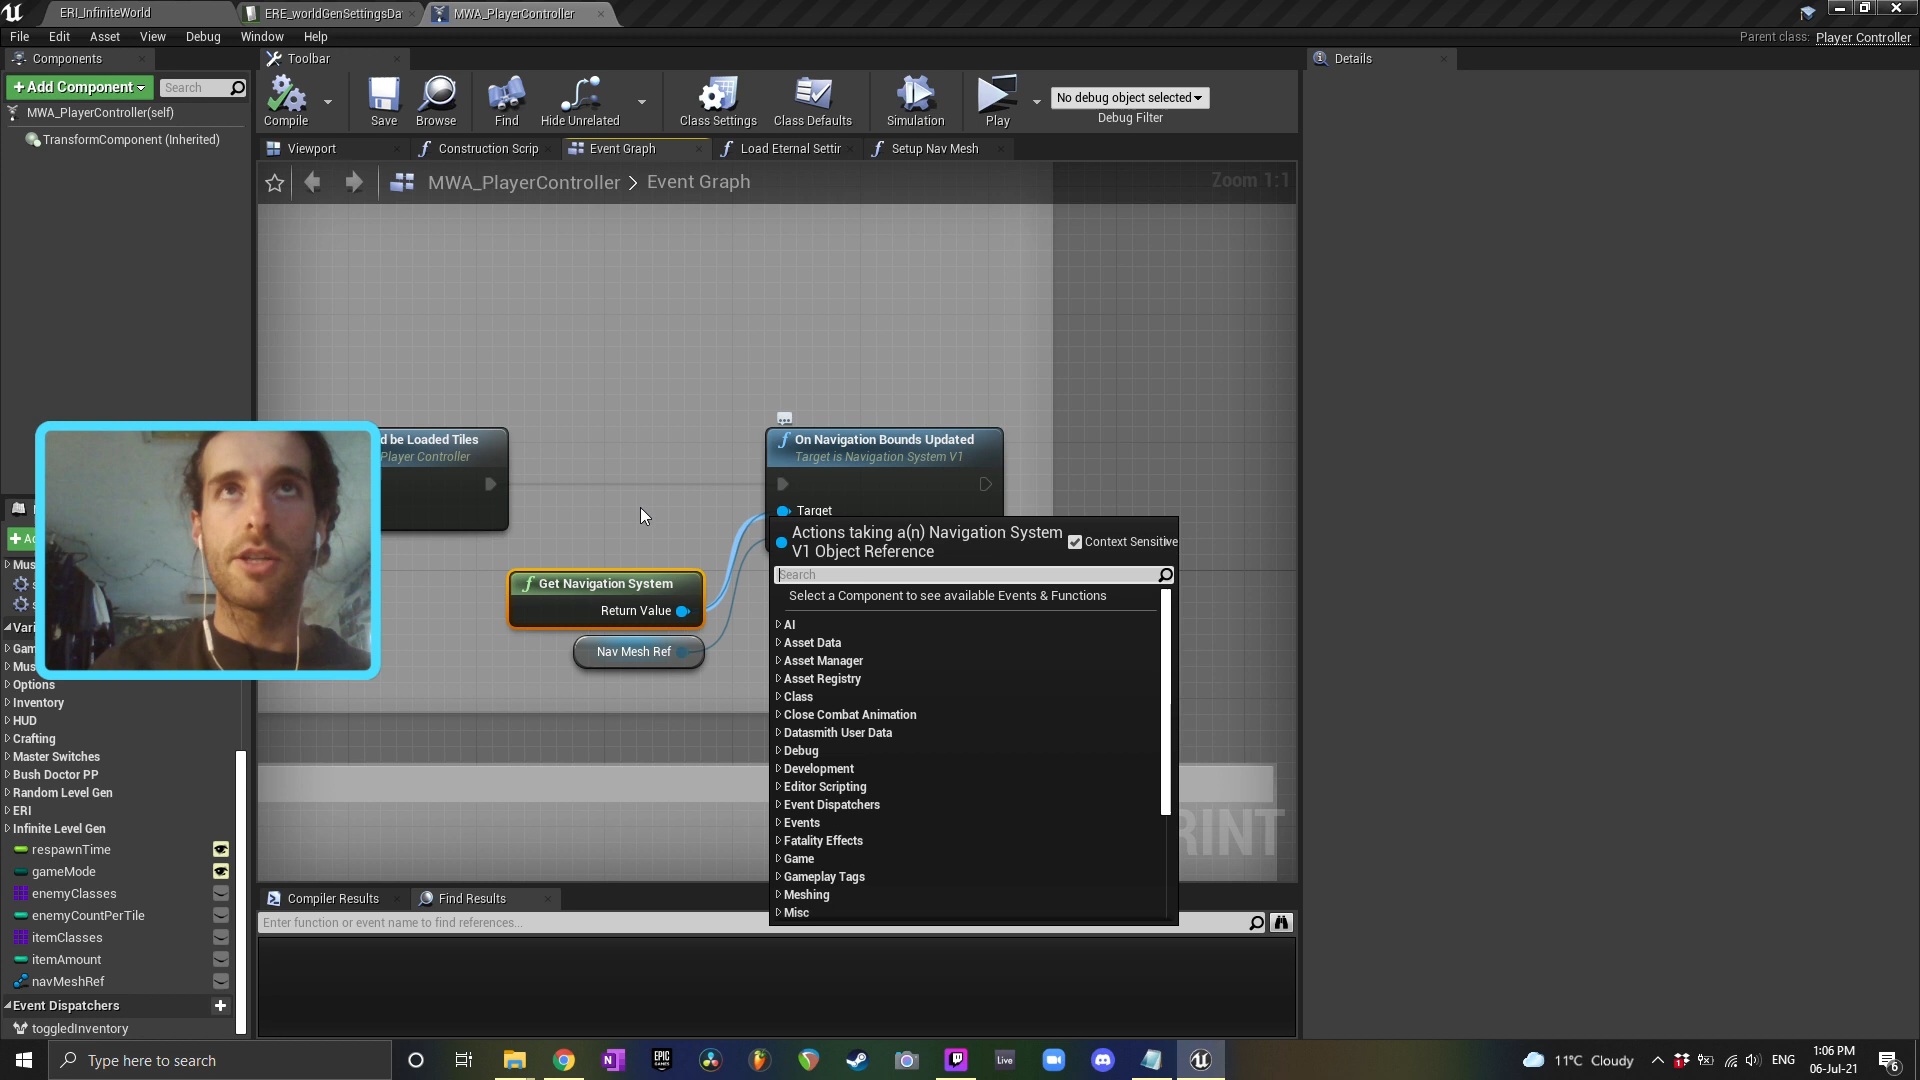 ERI_InfiniteWorld
ERE_worldGenSettingsDa
MWA_PlayerController
File Edit Asset View Debug Window Help
Parent class: Player Controller
Components
Toolbar
Details
+Add Component
Search
MWA_PlayerController(self)
TransformComponent (Inherited)
Compile
Save
Browse
Find
Hide Unrelated
Class Settings
Class Defaults
Simulation
Play
No debug object selected
Debug Filter
Viewport
Construction Scrip
Event Graph
Load Eternal Settir
Setup Nav Mesh
MWA_PlayerController > Event Graph
Zoom 1:1
d be Loaded Tiles
Player Controller
On Navigation Bounds Updated
Target is Navigation System V1
Target
Get Navigation System
Return Value
Nav Mesh Ref
Actions taking a(n) Navigation System
V1 Object Reference
Context Sensitive
Search
Select a Component to see available Events & Functions
AI
Asset Data
Asset Manager
Asset Registry
Class
Close Combat Animation
Datasmith User Data
Debug
Development
Editor Scripting
Event Dispatchers
Events
Fatality Effects
Game
Gameplay Tags
Meshing
Misc
RINT
+ Ac
Mus
s
s
Vari
Gam
Mus
Options
Inventory
HUD
Crafting
Master Switches
Bush Doctor PP
Random Level Gen
ERI
Infinite Level Gen
respawnTime
gameMode
enemyClasses
enemyCountPerTile
itemClasses
itemAmount
navMeshRef
Event Dispatchers
toggledInventory
Compiler Results
Find Results
Enter function or event name to find references...
Type here to search
EPIC
GAMES
Live
11°C Cloudy
ENG
1:06 PM
06-Jul-21
6